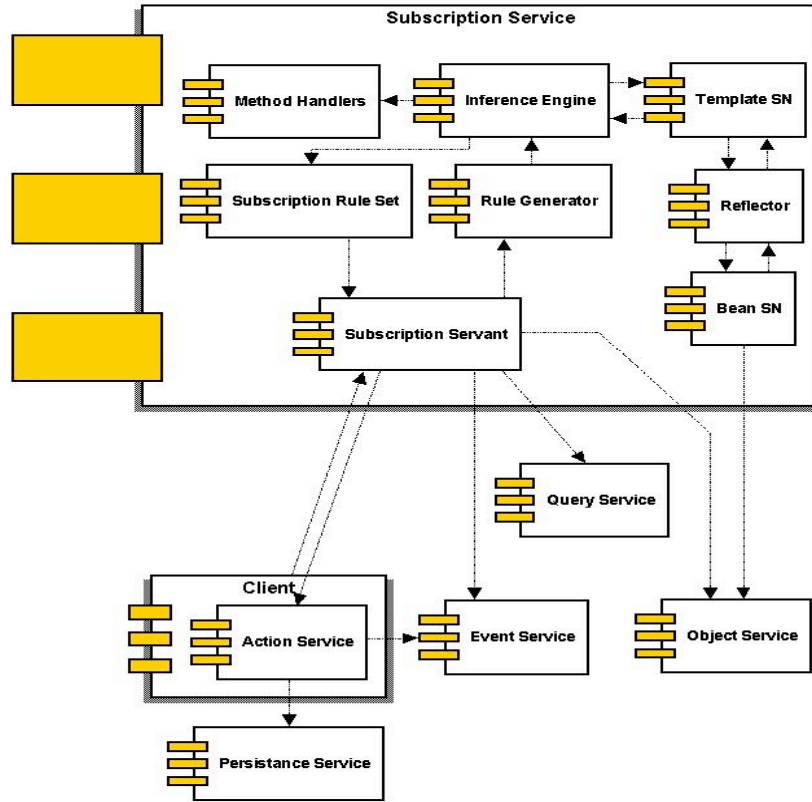 Subscription Service
Method Handlers
Inference Engine
Template SN
Subscription Rule Set
Rule Generator
Reflector
Bean SN
Subscription Servant
Query Service
Client
Action Service
Event Service
Object Service
Persistance Service